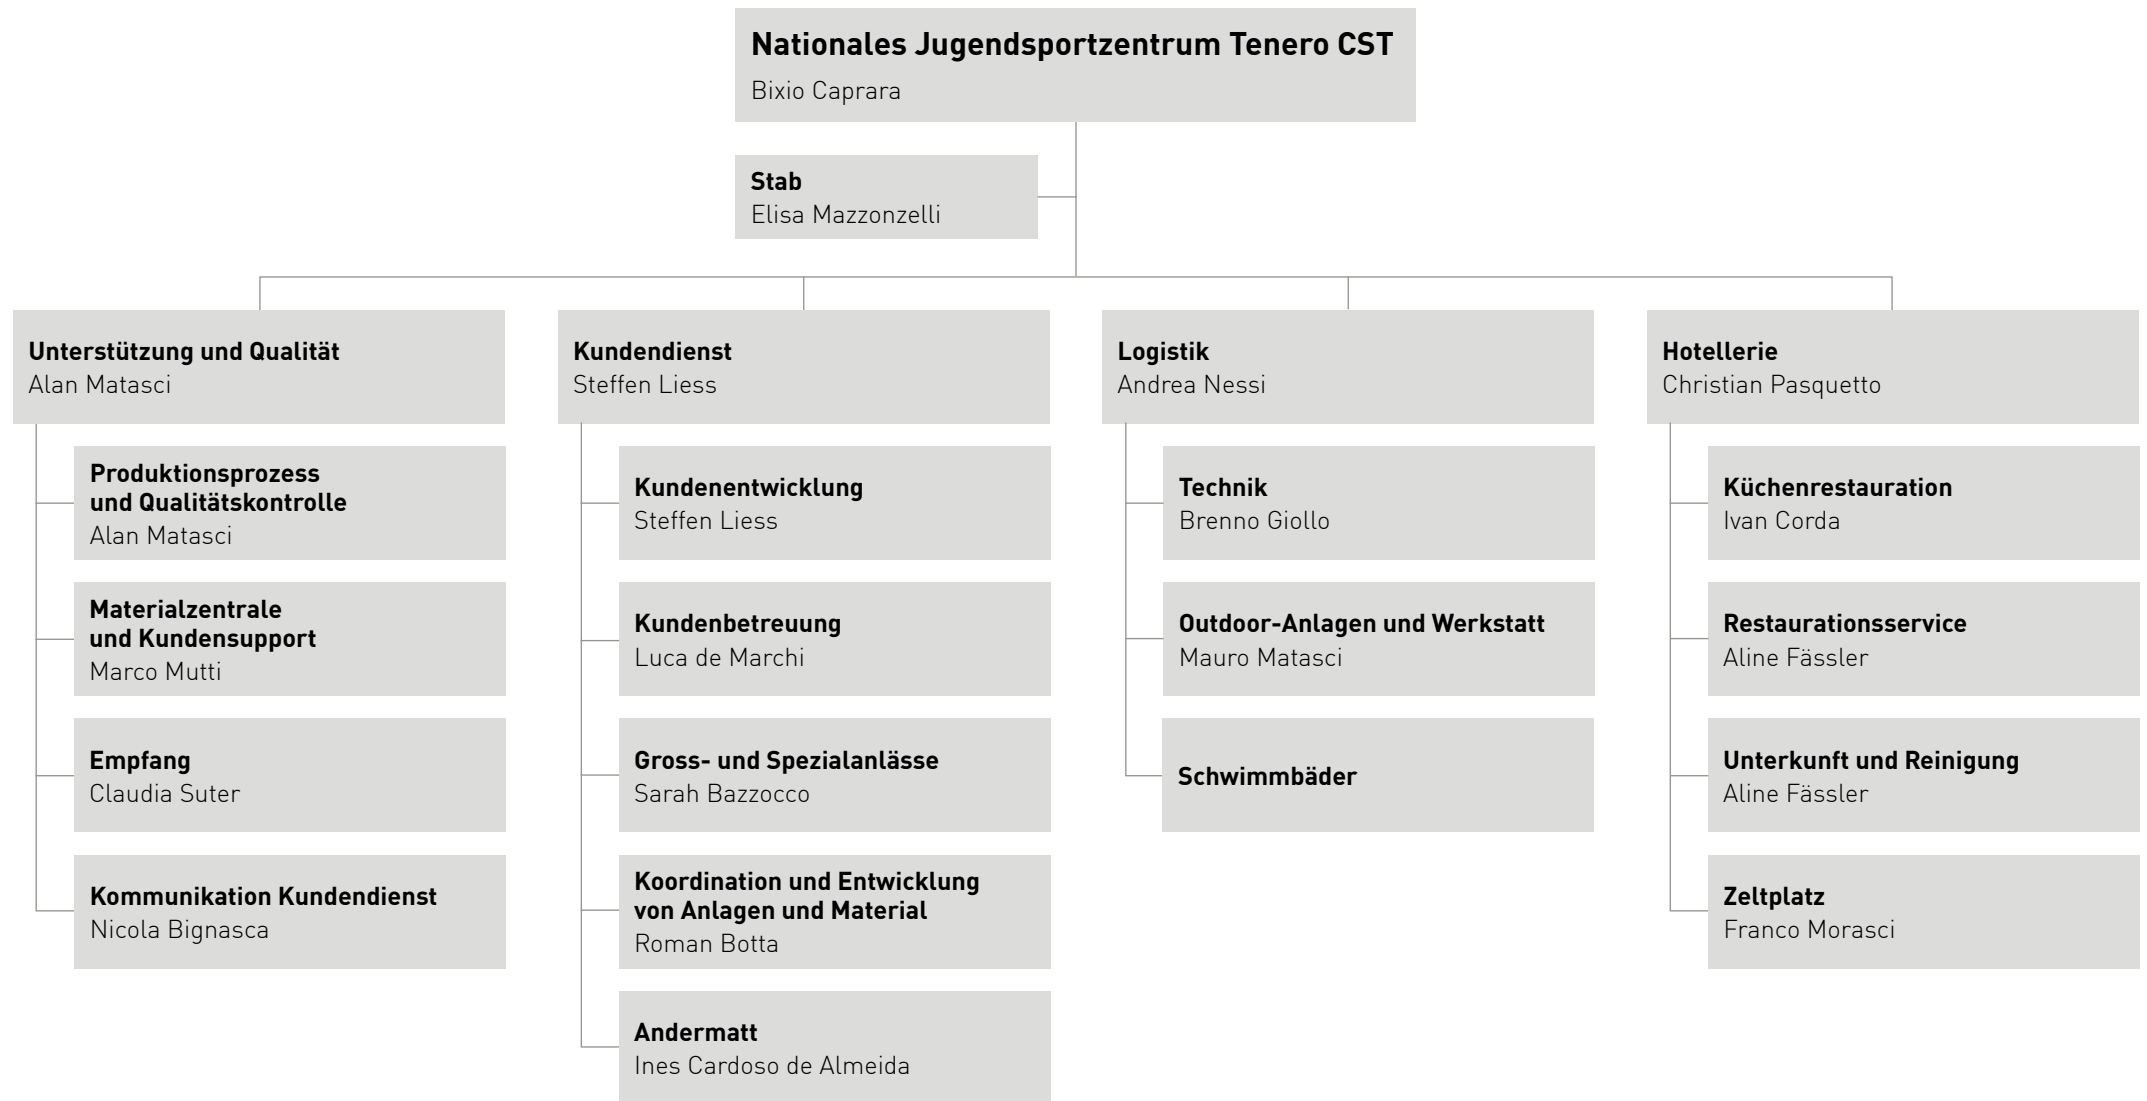 Nationales Jugendsportzentrum Tenero CST
Bixio Caprara
Stab
Elisa Mazzonzelli
Unterstützung und Qualität
Alan Matasci
Produktionsprozess
und Qualitätskontrolle
Alan Matasci
Materialzentrale
und Kundensupport
Marco Mutti
Empfang
Claudia Suter
Kommunikation Kundendienst
Nicola Bignasca
Kundendienst
Steffen Liess
Kundenentwicklung
Steffen Liess
Kundenbetreuung
Luca de Marchi
Gross- und Spezialanlässe
Sarah Bazzocco
Koordination und Entwicklung
von Anlagen und Material
Roman Botta
Andermatt
Ines Cardoso de Almeida
Logistik
Andrea Nessi
Technik
Brenno Giollo
Outdoor-Anlagen und Werkstatt
Mauro Matasci
Schwimmbäder
Hotellerie
Christian Pasquetto
Küchenrestauration
Ivan Corda
Restaurationsservice
Aline Fässler
Unterkunft und Reinigung
Aline Fässler
Zeltplatz
Franco Morasci